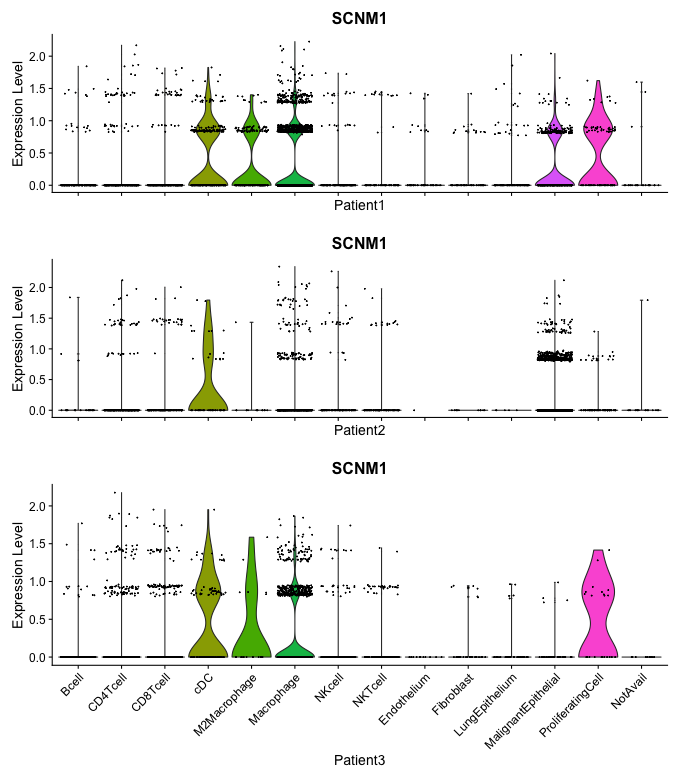 SCNM1
Expression Level
2.0
1.5
1.0
0.5
0.0
Patient1
SCNM1
Expression Level
2.0
1.5
1.0
0.5
0.0
Patient2
SCNM1
Expression Level
2.0
1.5
1.0
0.5
0.0
Bcell
CD4Tcell
CD8Tcell
cDC
M2Macrophage
Macrophage
NKcell
NKTcell
Endothelium
Fibroblast
LungEpithelium
MalignantEpithelial
ProliferatingCell
NotAvail
Patient3